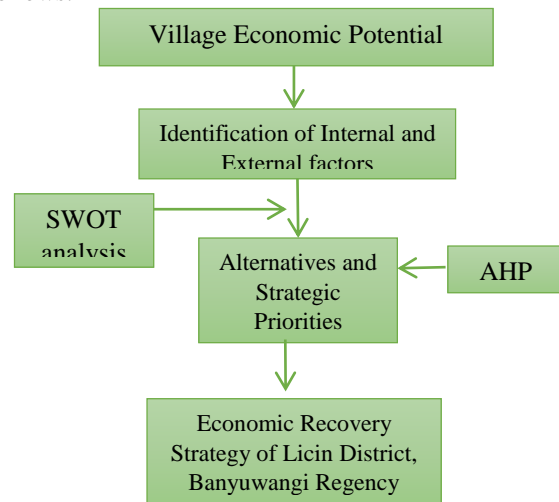 Village Economic Potential
Identification of Internal and
External factors
SWOT
analysis
Alternatives and
Strategic
Priorities
AHP
Economic Recovery
Strategy of Licin District,
Banyuwangi Regency